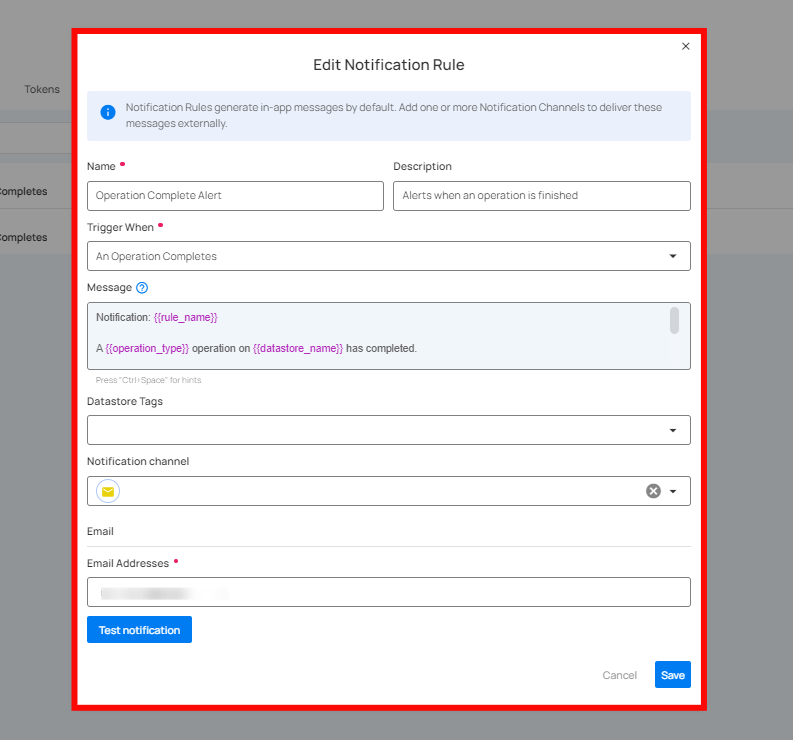 Edit Notification Rule
Notification Rules generate in-app messages by default. Add one or more Notification Channels to deliver these
messages externally.
Tokens
Name
Description
Operation Complete Alert
Alerts when an operation is finished
Completes
Trigger When
Completes
An Operation Completes
Message
Notification: {{rule_name}}
A {{operation_type}} operation on {{datastore_name}} has completed.
Press "Ctrl+Space" for hints
Datastore Tags
Notification channel
Email
Email Addresses
Test notification
Cancel
Save